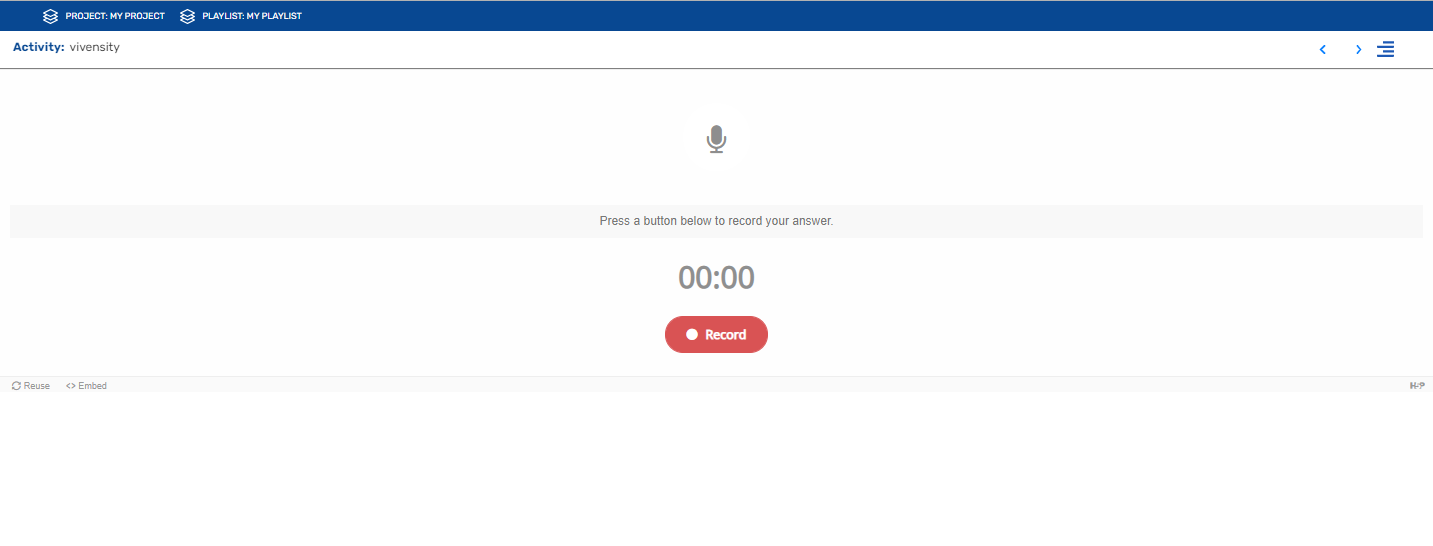 PROJECT: MY PROJECT PLAYLIST: MY PLAYLIST
Activity: vivensity
Press a button below to record your answer.
00:00
Record
Reuse <> Embed
H-P